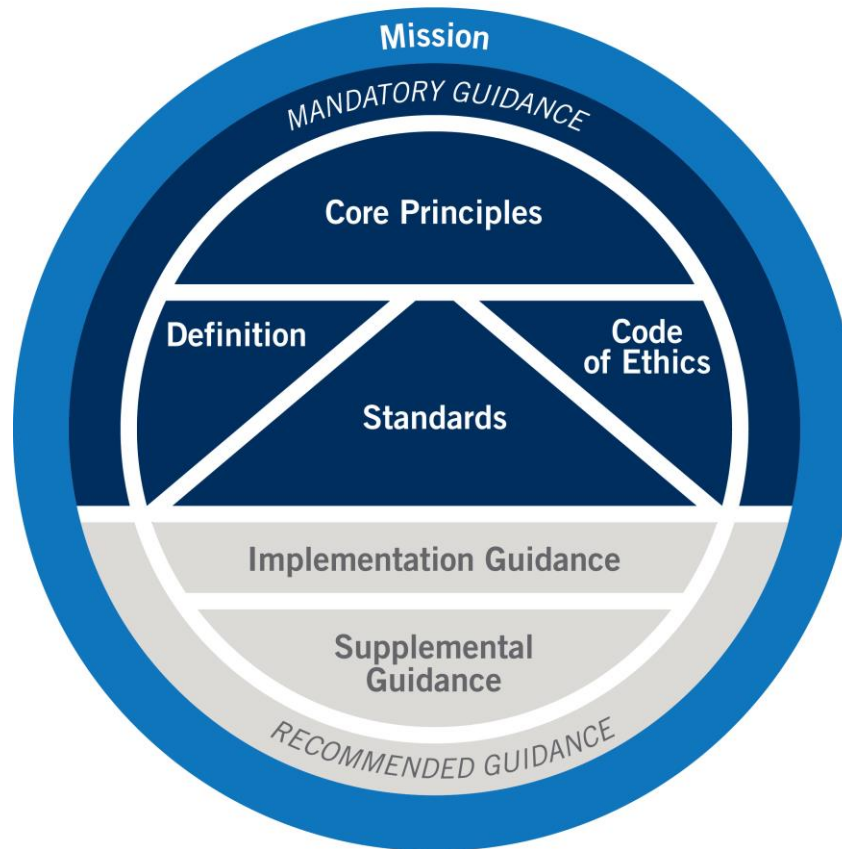 Mission
MANDATORY GUIDANCE
Core Principles
Definition
Code
of Ethics
Standards
Implementation Guidance
Supplemental
Guidance
RECOMMENDED GUIDANCE